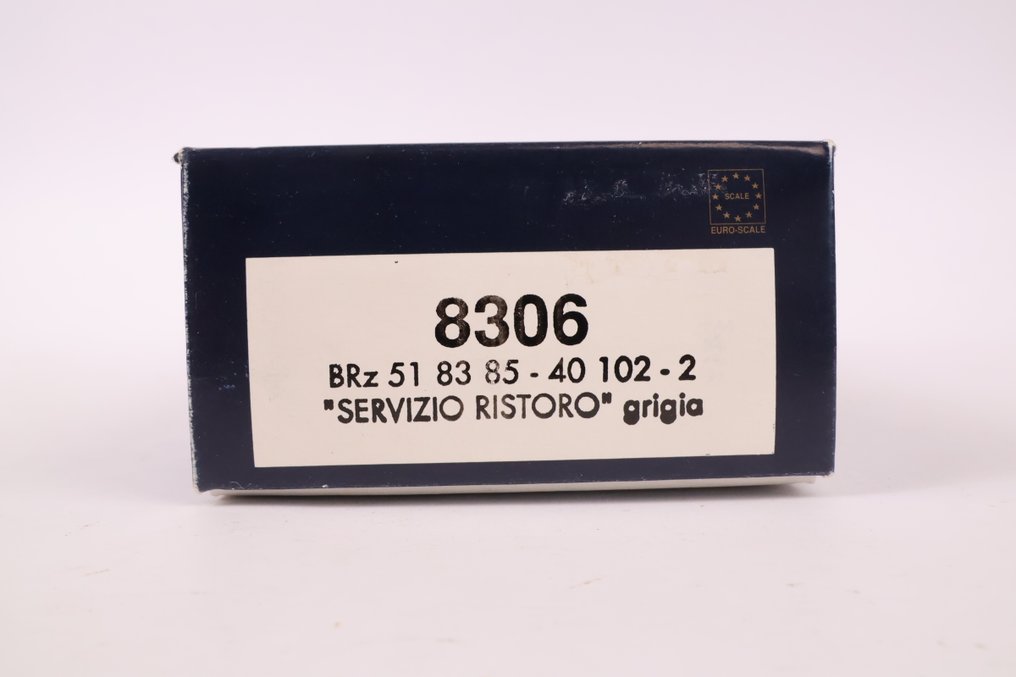 SCALE
EURO-SCALE
8306
BRz 51 83 85 - 40 102 - 2
"SERVIZIO RISTORO" grigia